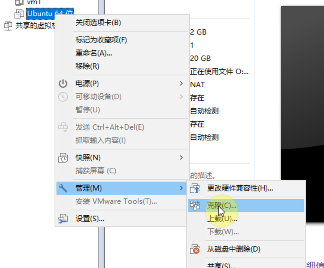 vm1
Ubuntu 64 位
共享的虚拟机
关闭选项卡(B)
标记为收藏项(F)
重命名(A)...
移除(R)
电源(P)
可移动设备(D)
暂停(U)
发送 Ctrl+Alt+Del(E)
抓取输入内容(I)
快照(N)
捕获屏幕 (C)
管理(M)
安装 VMware Tools(T)...
设置(S)...
2 GB
1
20 GB
正在使用文件 O:...
NAT
存在
自动检测
存在
自动检测
的描述。
更改硬件兼容性(H)...
克隆(C)...
上载(U)...
下载(W)...
从磁盘中删除(D)
共享(S)...